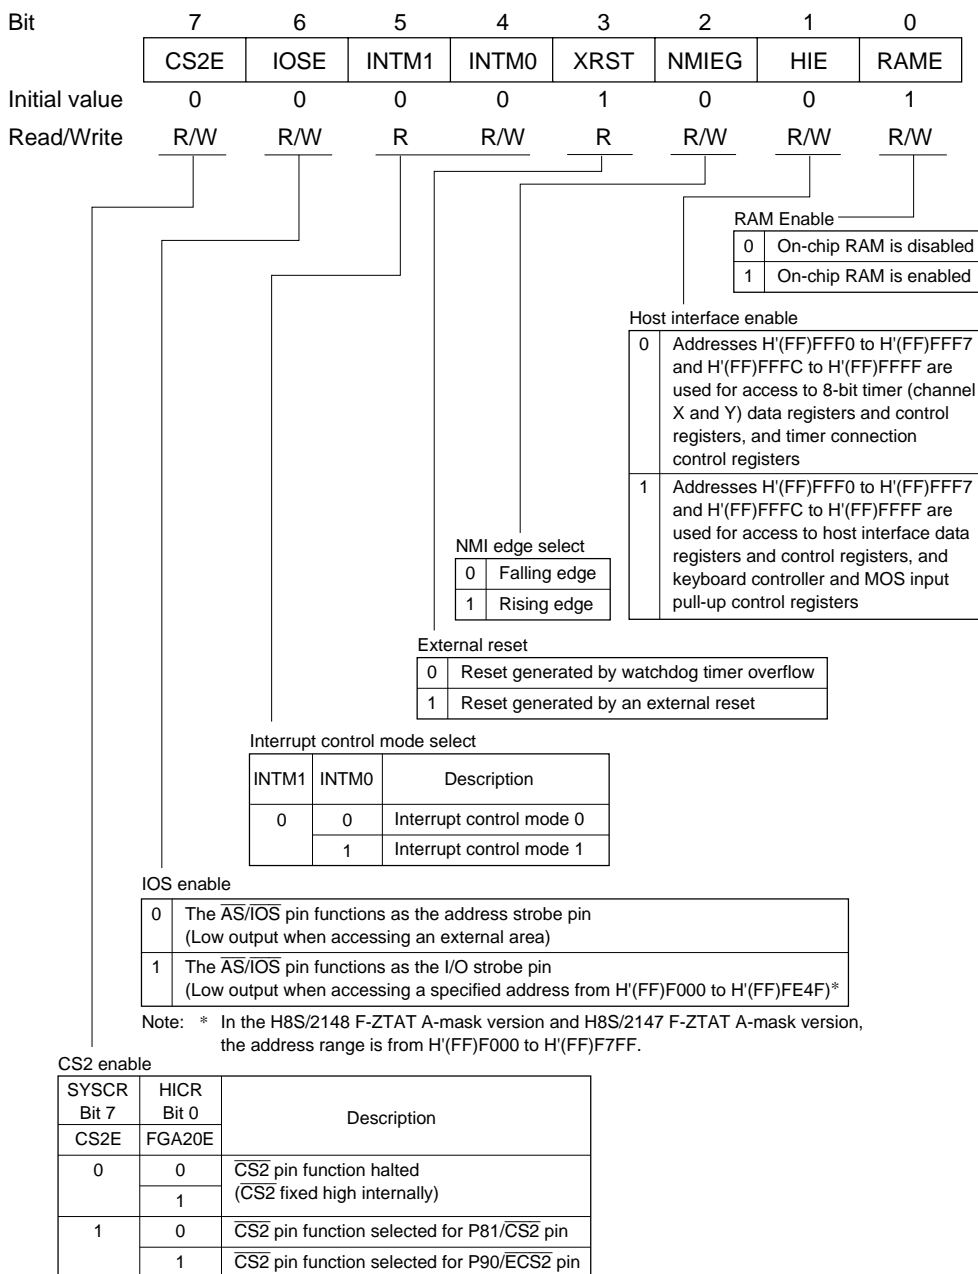 Bit 7 6 5 4 3 2 1 0
CS2E IOSE INTM1 INTM0 XRST NMIEG HIE RAME
Initial value 0 0 0 0 1 0 0 1
Read/Write R/W R/W R R/W R R/W R/W R/W
RAM Enable
0 On-chip RAM is disabled
1 On-chip RAM is enabled
Host interface enable
0 Addresses H'(FF)FFF0 to H'(FF)FFF7
and H'(FF)FFFC to H'(FF)FFFF are
used for access to 8-bit timer (channel
X and Y) data registers and control
registers, and timer connection
control registers
1 Addresses H'(FF)FFF0 to H'(FF)FFF7
and H'(FF)FFFC to H'(FF)FFFF are
used for access to host interface data
registers and control registers, and
keyboard controller and MOS input
pull-up control registers
NMI edge select
0 Falling edge
1 Rising edge
External reset
0 Reset generated by watchdog timer overflow
1 Reset generated by an external reset
Interrupt control mode select
INTM1 INTM0 Description
0 0 Interrupt control mode 0
1 Interrupt control mode 1
IOS enable
0 The A̅S̅/I̅O̅S̅ pin functions as the address strobe pin
(Low output when accessing an external area)
1 The A̅S̅/I̅O̅S̅ pin functions as the I/O strobe pin
(Low output when accessing a specified address from H'(FF)F000 to H'(FF)FE4F)*
Note: * In the H8S/2148 F-ZTAT A-mask version and H8S/2147 F-ZTAT A-mask version,
the address range is from H'(FF)F000 to H'(FF)F7FF.
CS2 enable
SYSCR HICR Description
Bit 7 Bit 0
CS2E FGA20E
0 0 C̅S̅2̅ pin function halted
1 (C̅S̅2̅ fixed high internally)
1 0 C̅S̅2̅ pin function selected for P81/C̅S̅2̅ pin
1 C̅S̅2̅ pin function selected for P90/E̅C̅S̅2̅ pin